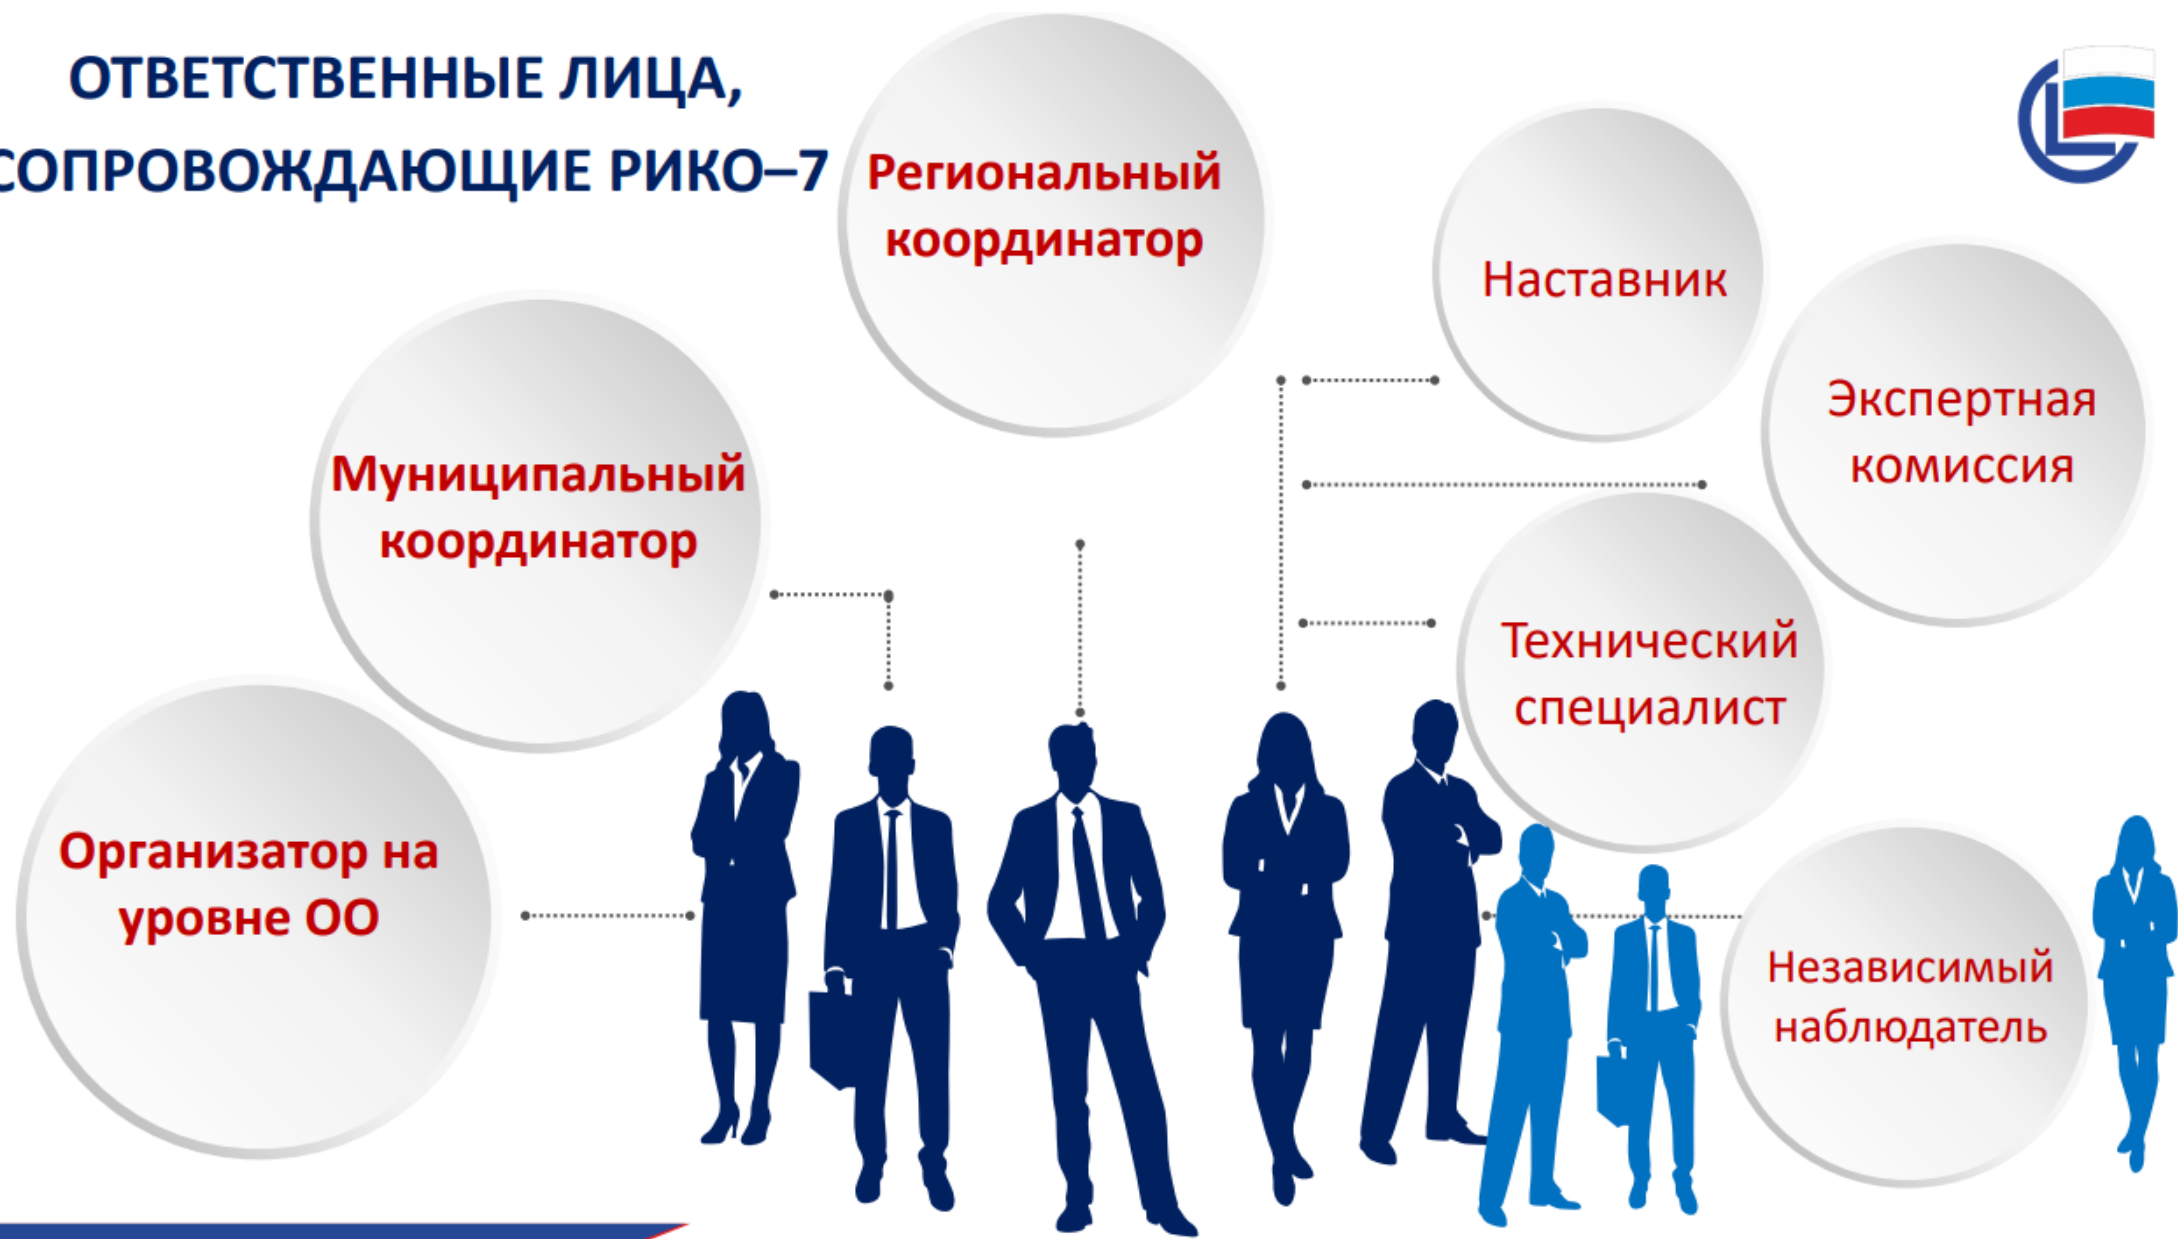 ОТВЕТСТВЕННЫЕ ЛИЦА,
СОПРОВОЖДАЮЩИЕ РИКО–7
Региональный
координатор
Наставник
Экспертная
комиссия
Муниципальный
координатор
Технический
специалист
Организатор на
уровне ОО
Независимый
наблюдатель